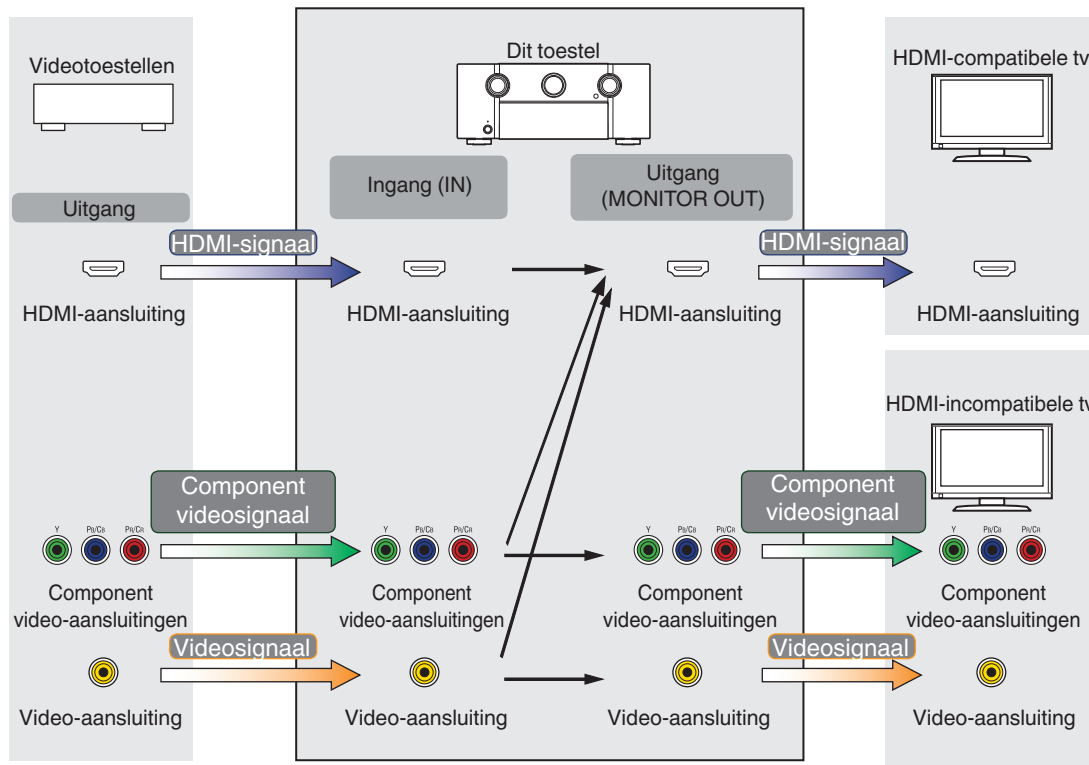 Videotoestellen
Dit toestel
HDMI-compatibele tv
Uitgang
Ingang (IN)
Uitgang
(MONITOR OUT)
HDMI-signaal
HDMI-signaal
HDMI-aansluiting
HDMI-aansluiting
HDMI-aansluiting
HDMI-aansluiting
HDMI-incompatibele tv
Component
videosignaal
Component
videosignaal
Y PB/CB PR/CR
Y PB/CB PR/CR
Y PB/CB PR/CR
Y PB/CB PR/CR
Component
video-aansluitingen
Component
video-aansluitingen
Component
video-aansluitingen
Component
video-aansluitingen
Videosignaal
Videosignaal
Video-aansluiting
Video-aansluiting
Video-aansluiting
Video-aansluiting